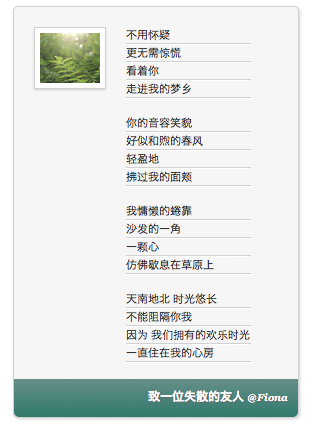 不用怀疑
更无需惊慌
看着你
走进我的梦乡
你的音容笑貌
好似和煦的春风
轻盈地
拂过我的面颊
我慵懒的蜷靠
沙发的一角
一颗心
仿佛歇息在草原上
天南地北 时光悠长
不能阻隔你我
因为 我们拥有的欢乐时光
一直住在我的心房
致一位失散的友人 @Fiona